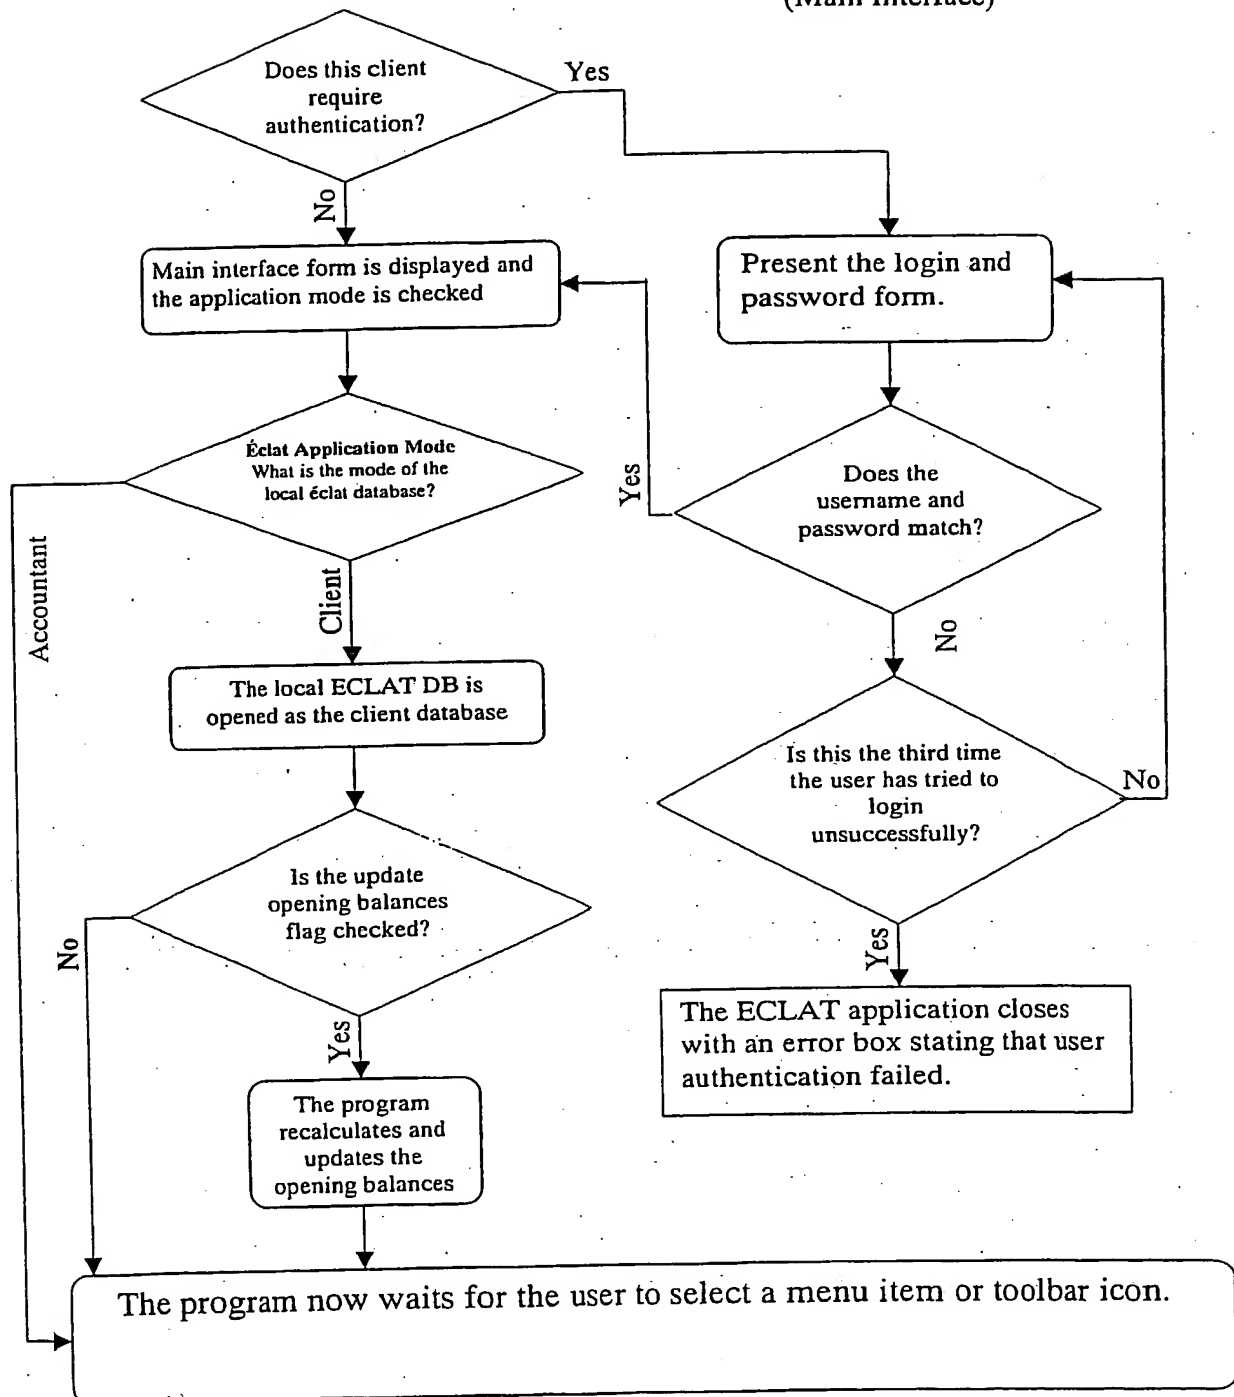 (Main Interface)
Does this client
require
authentication?
Yes
No
Main interface form is displayed and
the application mode is checked
Present the login and
password form.
Éclat Application Mode
What is the mode of the
local éclat database?
Yes
Does the
username and
password match?
Accountant
Client
No
The local ECLAT DB is
opened as the client database
Is this the third time
the user has tried to
login
unsuccessfully?
No
Is the update
opening balances
flag checked?
No
Yes
Yes
The ECLAT application closes
with an error box stating that user
authentication failed.
The program
recalculates and
updates the
opening balances
The program now waits for the user to select a menu item or toolbar icon.